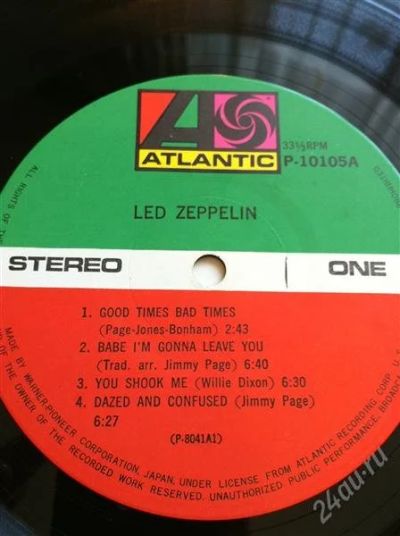 ATLANTIC
33⅓RPM
P-10105A
LED ZEPPELIN
STEREO
ONE
1. GOOD TIMES BAD TIMES
(Page-Jones-Bonham) 2:43
2. BABE I'M GONNA LEAVE YOU
(Trad. arr. Jimmy Page) 6:40
3. YOU SHOOK ME (Willie Dixon) 6:30
4. DAZED AND CONFUSED (Jimmy Page)
6:27
(P-8041A1)
ALL RIGHTS OF THE
MADE BY WARNER-PIONEER CORPORATION, JAPAN, UNDER LICENSE FROM ATLANTIC RECORDING CORP. U.S.
OF THE OWNER OF THE RECORDED WORK RESERVED. UNAUTHORIZED PUBLIC PERFORMANCE, BROADCASTING
PROHIBITED
24au.ru